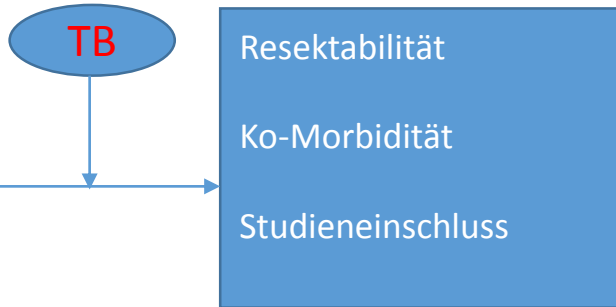 TB
Resektabilität
Ko-Morbidität
Studieneinschluss